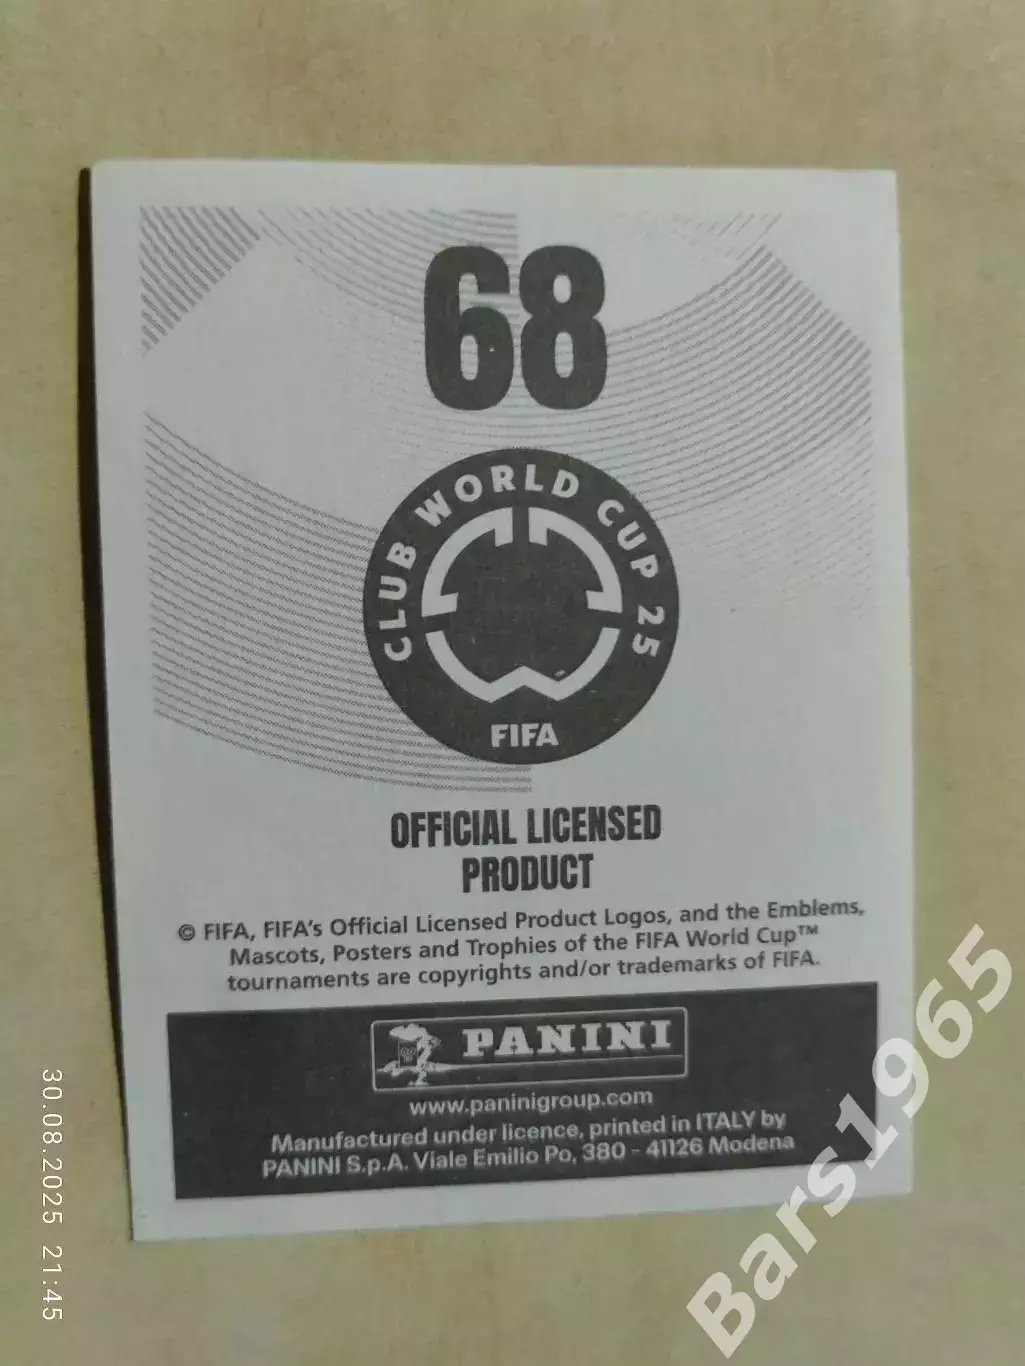 68
CLUB WORLD CUP 25
FIFA
OFFICIAL LICENSED
PRODUCT
© FIFA, FIFA's Official Licensed Product Logos, and the Emblems,
Mascots, Posters and Trophies of the FIFA World Cup™
tournaments are copyrights and/or trademarks of FIFA.
PANINI
www.paninigroup.com
Manufactured under licence, printed in ITALY by
PANINI S.p.A. Viale Emilio Po, 380 - 41126 Modena
30.08.2025 21:45
Bars1965